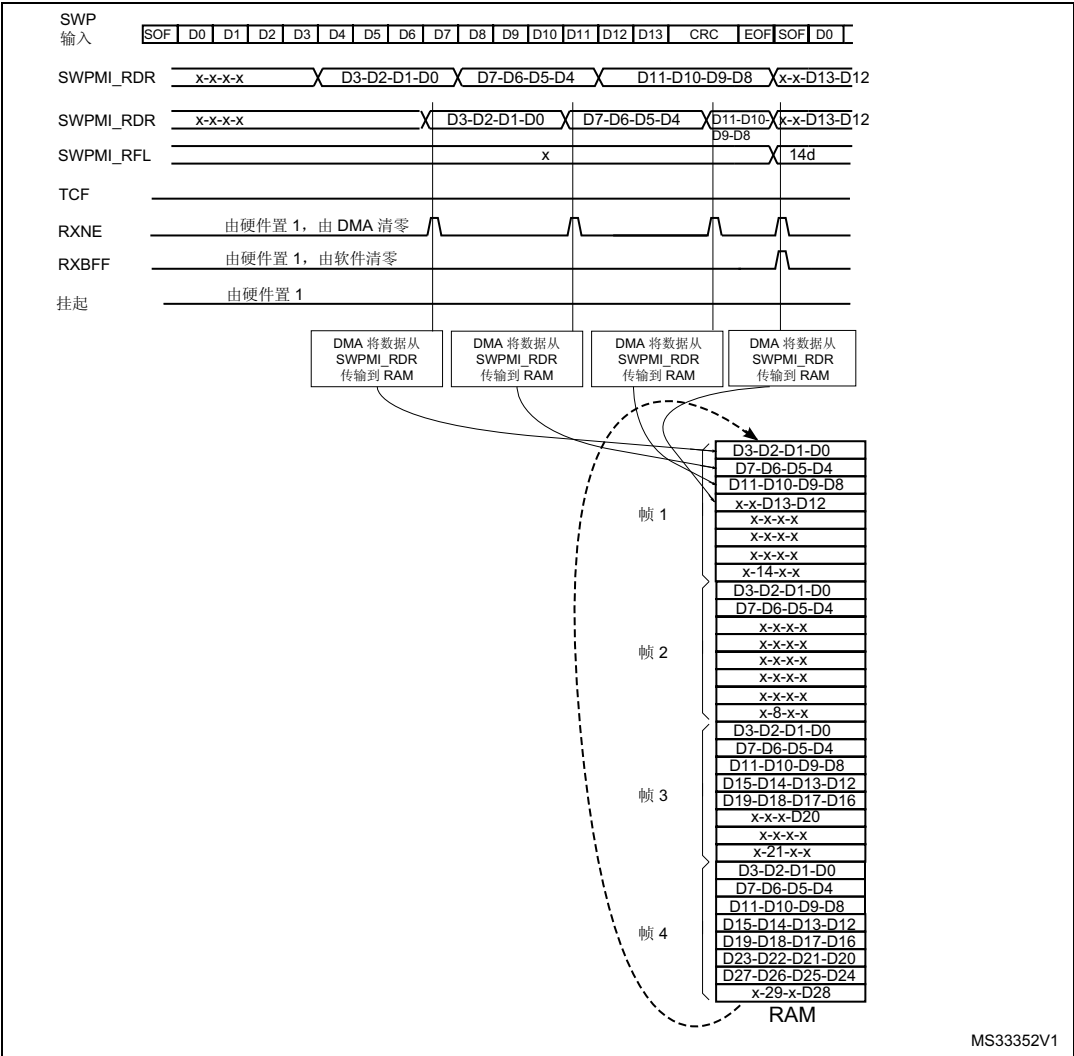 SWP
输入
SOF D0 D1 D2 D3 D4 D5 D6 D7 D8 D9 D10 D11 D12 D13 CRC EOF SOF D0
SWPMI_RDR x-x-x-x D3-D2-D1-D0 D7-D6-D5-D4 D11-D10-D9-D8 x-x-D13-D12
SWPMI_RDR x-x-x-x D3-D2-D1-D0 D7-D6-D5-D4 D11-D10- x-x-D13-D12
D9-D8
SWPMI_RFL x 14d
TCF
RXNE 由硬件置 1，由 DMA 清零
RXBFF 由硬件置 1，由软件清零
挂起 由硬件置 1
DMA 将数据从
SWPMI_RDR
传输到 RAM
DMA 将数据从
SWPMI_RDR
传输到 RAM
DMA 将数据从
SWPMI_RDR
传输到 RAM
DMA 将数据从
SWPMI_RDR
传输到 RAM
帧 1
D3-D2-D1-D0
D7-D6-D5-D4
D11-D10-D9-D8
x-x-D13-D12
x-x-x-x
x-x-x-x
x-x-x-x
x-14-x-x
帧 2
D3-D2-D1-D0
D7-D6-D5-D4
x-x-x-x
x-x-x-x
x-x-x-x
x-x-x-x
x-x-x-x
x-8-x-x
帧 3
D3-D2-D1-D0
D7-D6-D5-D4
D11-D10-D9-D8
D15-D14-D13-D12
D19-D18-D17-D16
x-x-x-D20
x-x-x-x
x-21-x-x
帧 4
D3-D2-D1-D0
D7-D6-D5-D4
D11-D10-D9-D8
D15-D14-D13-D12
D19-D18-D17-D16
D23-D22-D21-D20
D27-D26-D25-D24
x-29-x-D28
RAM
MS33352V1